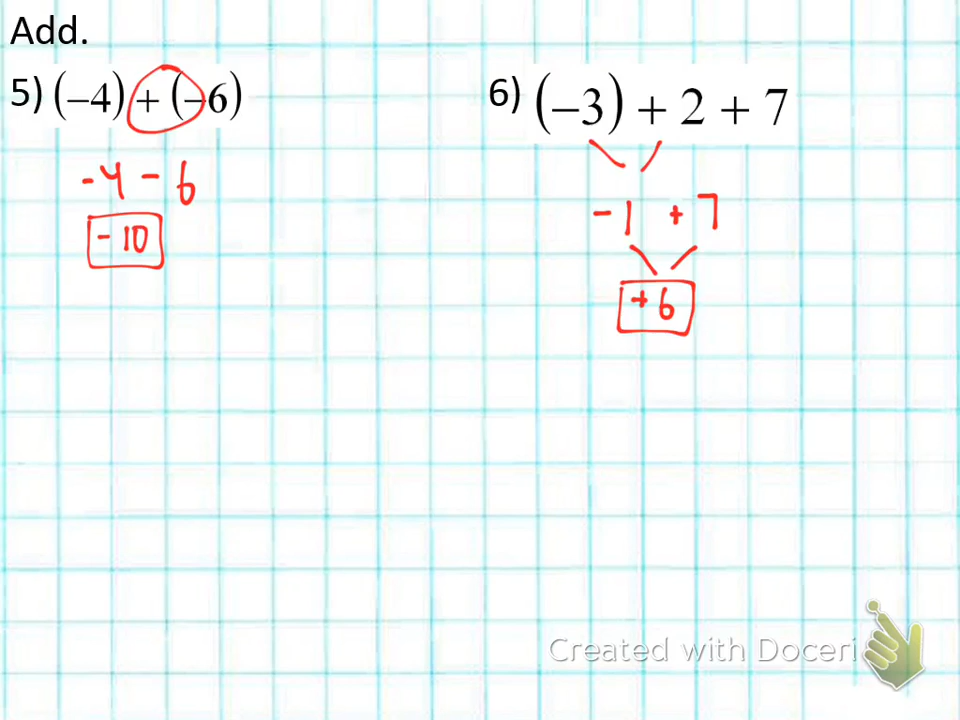 Add.
5) (−4) + (−6)
-4 - 6
-10
6) (−3) + 2 + 7
-1 + 7
+6
Created with Doceri